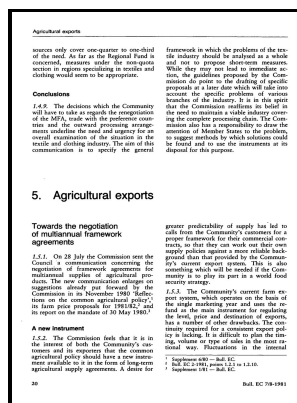 Agricultural exports
sources only cover one-quarter to one-third
of the need. As far as the Regional Fund is
concerned, measures under the non-quota
section in regions specializing in textiles and
clothing would seem to be appropriate.
Conclusions
1.4.9. The decisions which the Community
will have to take as regards the renegotiation
of the MFA, trade with the preference coun-
tries and the outward processing arrange-
ments underline the need and urgency for an
overall examination of the situation in the
textile and clothing industry. The aim of this
communication is to specify the general
framework in which the problems of the tex-
tile industry should be analysed as a whole
and not to propose short-term measures.
While they may not lead to immediate ac-
tion, the guidelines proposed by the Com-
mission do point to the drafting of specific
proposals at a later date which will take into
account the specific problems of various
branches of the industry. It is in this spirit
that the Commission reaffirms its belief in
the need to maintain a viable industry cover-
ing the complete processing chain. The Com-
mission also has a responsibility to draw the
attention of Member States to the problem,
to suggest methods by which solutions could
be found and to use the instruments at its
disposal for this purpose.
5. Agricultural exports
Towards the negotiation
of multiannual framework
agreements
1.5.1. On 28 July the Commission sent the
Council a communication concerning the
negotiation of framework agreements for
multiannual supplies of agricultural pro-
ducts. The new communication enlarges on
suggestions already put forward by the
Commission in its November 1980 'Reflec-
tions on the common agricultural policy',¹
in its farm price proposals for 1981/82,² and
its report on the mandate of 30 May 1980.³
A new instrument
1.5.2. The Commission feels that it is in
the interest of both the Community's cus-
tomers and its exporters that the common
agricultural policy should have a new instru-
ment available to it in the form of long-term
agricultural supply agreements. A desire for
greater predictability of supply has led to
calls from the Community's customers for a
proper framework for their commercial con-
tracts, so that they can work out their own
supply policies against a more reliable back-
ground than that provided by the Commun-
ity's current export system. This is also
something which will be needed if the Com-
munity is to play its part in a world food
security strategy.
1.5.3. The Community's current farm ex-
port system, which operates on the basis of
the single marketing year and uses the re-
fund as the main instrument for regulating
the level, price and destination of exports,
has a number of other drawbacks. The con-
tinuity required for a consistent export pol-
icy is lacking. It is difficult to plan the tim-
ing, volume or type of sales in the most ra-
tional way. Fluctuations in the internal
¹ Supplement 6/80 — Bull. EC.
² Bull. EC 2-1981, points 1.2.1 to 1.2.10.
³ Supplement 1/81 — Bull. EC.
20
Bull. EC 7/8-1981